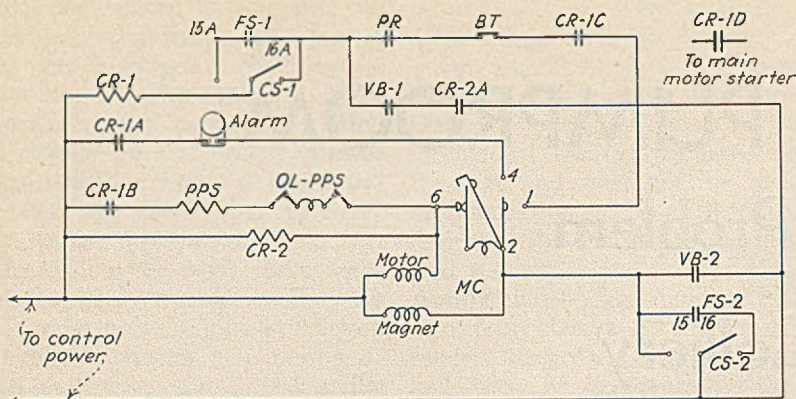 15A FS-1 PR BT CR-1C CR-1D
16A
To main
motor starter
CR-1 CS-1
VB-1 CR-2A
CR-1A Alarm
4
CR-1B PPS OL-PPS 6 1
CR-2 2
Motor MC VB-2
Magnet FS-2
15 16
To control
power
CS-2